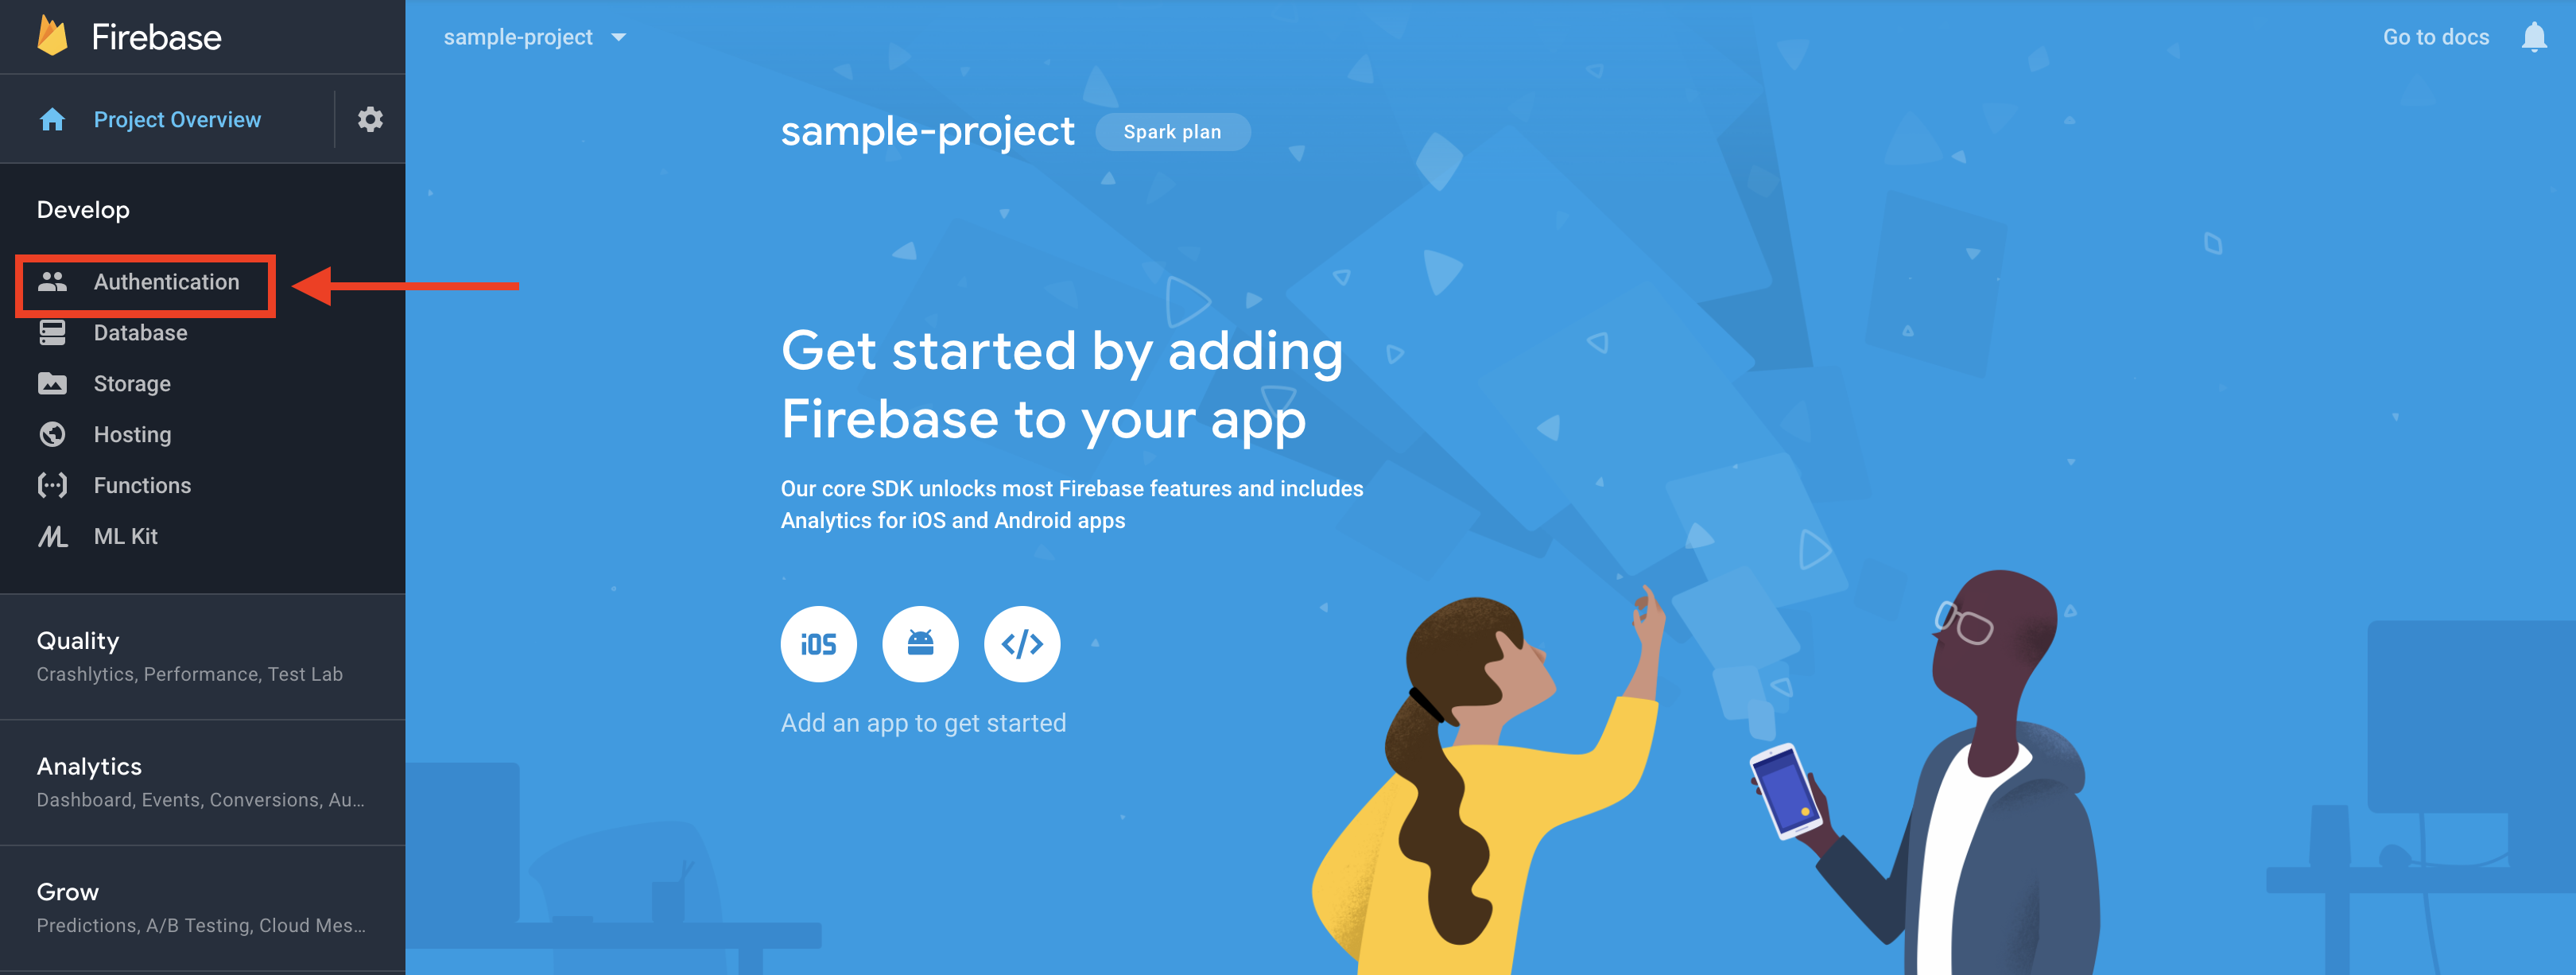 Firebase
Project Overview
Develop
Authentication
Database
Storage
Hosting
Functions
ML Kit
Quality
Crashlytics, Performance, Test Lab
Analytics
Dashboard, Events, Conversions, Au...
Grow
Predictions, A/B Testing, Cloud Mes...
sample-project
Go to docs
sample-project
Spark plan
Get started by adding
Firebase to your app
Our core SDK unlocks most Firebase features and includes
Analytics for iOS and Android apps
iOS
</>
Add an app to get started